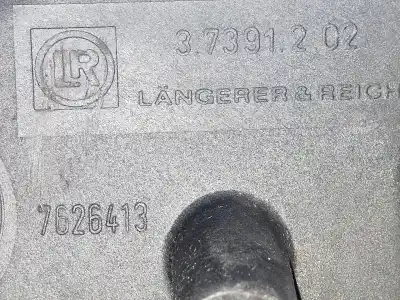 LR
3.7391.2 02
LÄNGERER & REICH
7626413